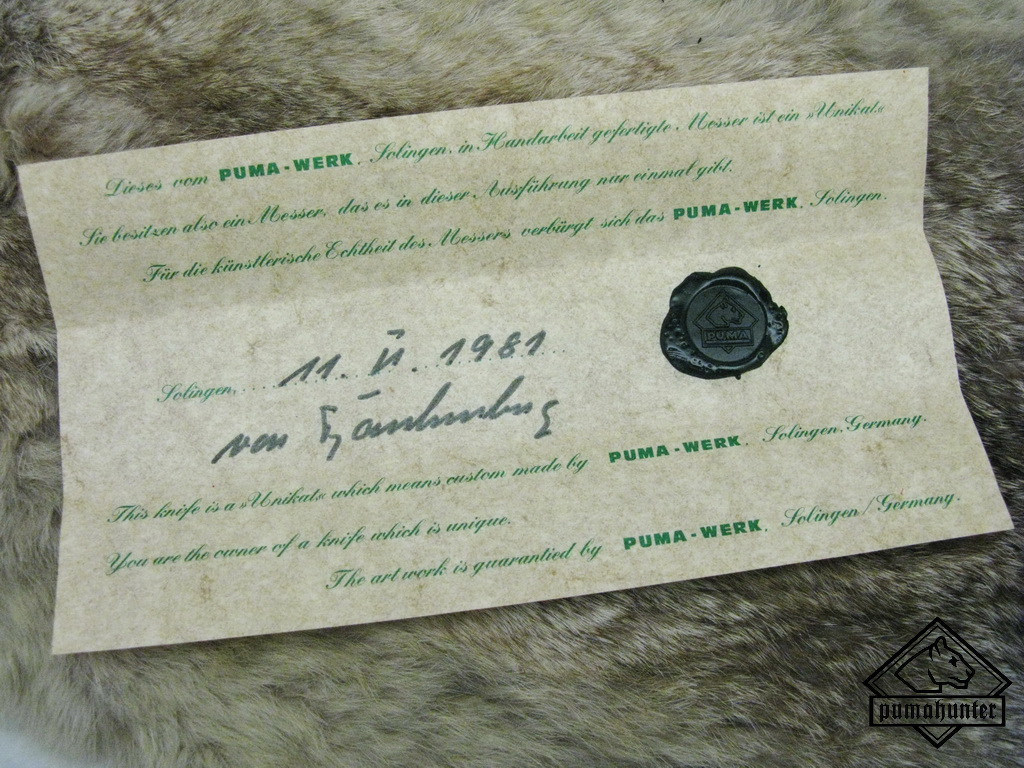 Dieses vom PUMA-WERK, Solingen, in Handarbeit gefertigte Messer ist ein »Unikat«
Sie besitzen also ein Messer, das es in dieser Ausführung nur einmal gibt.
Für die künstlerische Echtheit des Messers verbürgt sich das PUMA-WERK, Solingen.
PUMA
Solingen, 11. II. 1981
von
This knife is a »Unikat« which means custom made by PUMA-WERK, Solingen, Germany.
You are the owner of a knife which is unique.
The art work is guarantied by PUMA-WERK, Solingen/Germany.
pumahunter